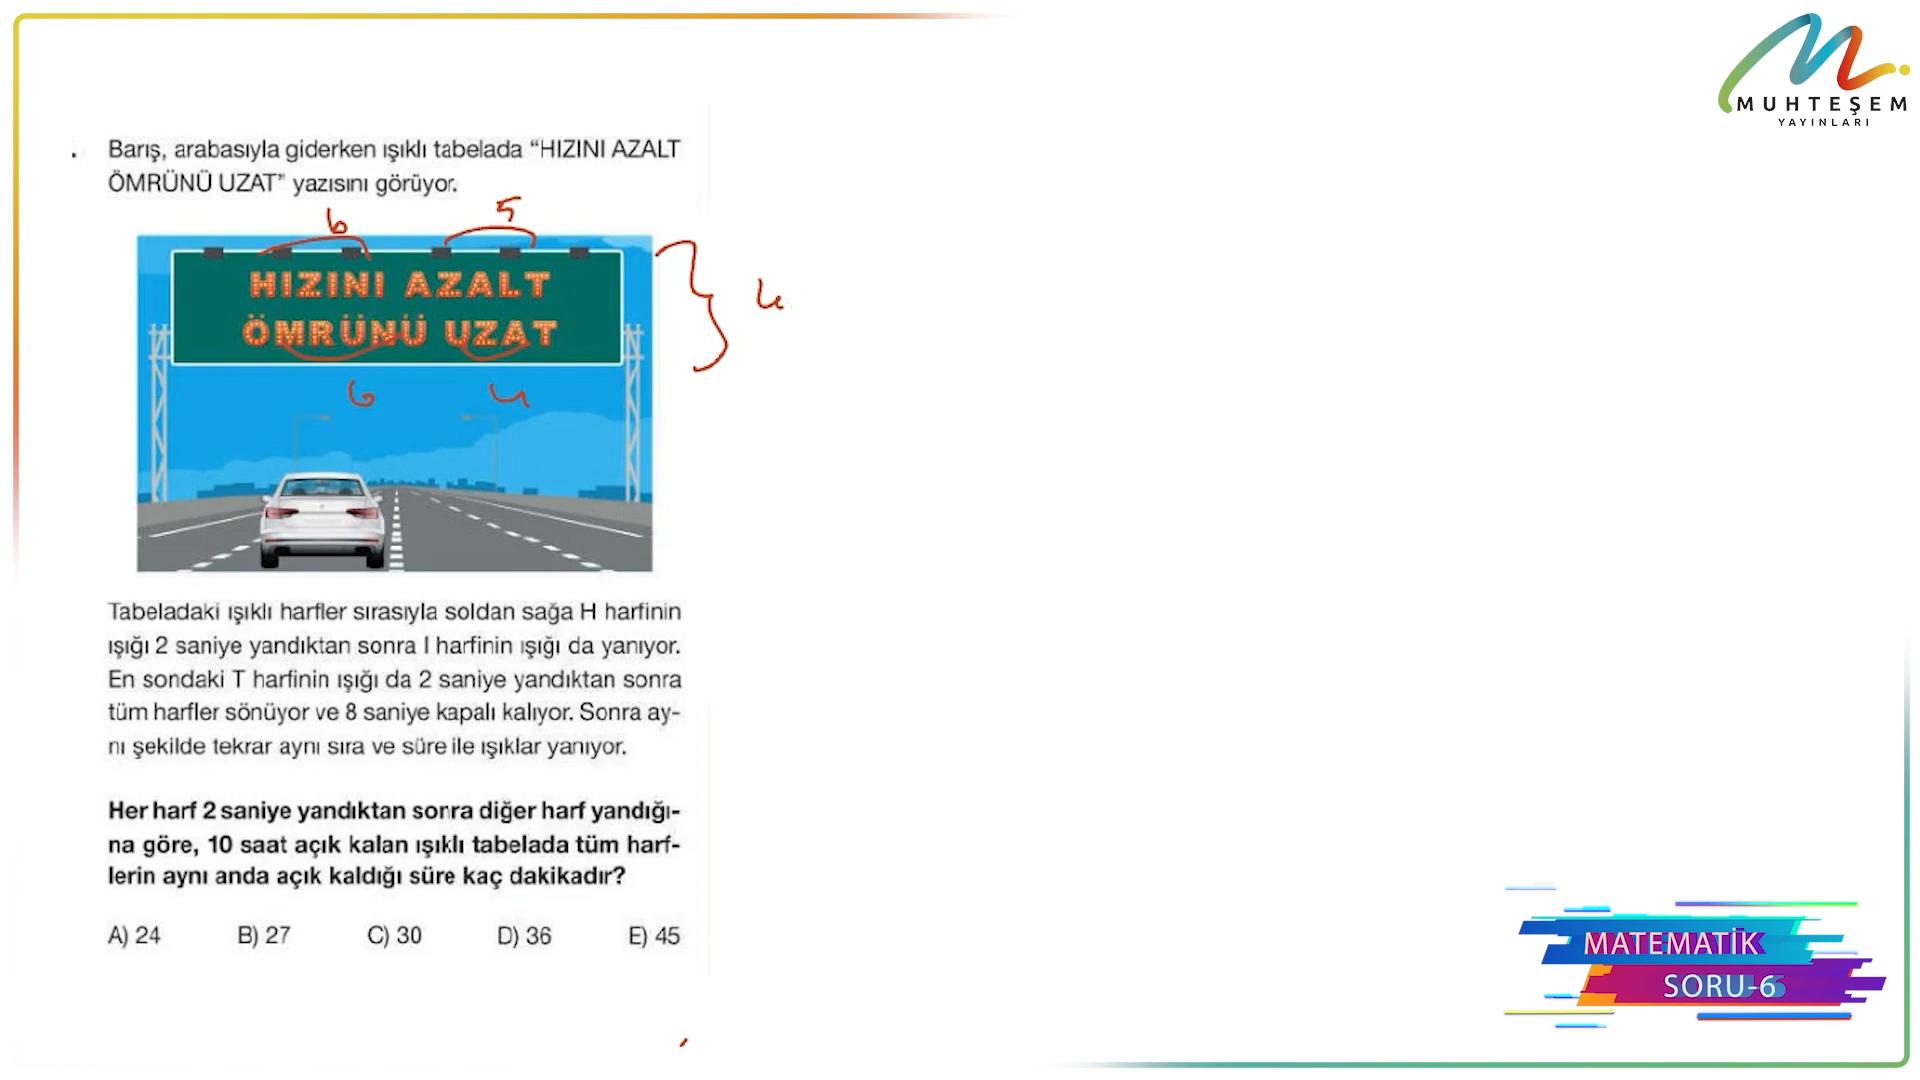 MUHTEŞEM
YAYINLARI
Barış, arabasıyla giderken ışıklı tabelada “HIZINI AZALT
ÖMRÜNÜ UZAT” yazısını görüyor.
6 5
HIZINI AZALT
ÖMRÜNÜ UZAT
6 4
Tabeladaki ışıklı harfler sırasıyla soldan sağa H harfinin
ışığı 2 saniye yandıktan sonra I harfinin ışığı da yanıyor.
En sondaki T harfinin ışığı da 2 saniye yandıktan sonra
tüm harfler sönüyor ve 8 saniye kapalı kalıyor. Sonra ay-
nı şekilde tekrar aynı sıra ve süre ile ışıklar yanıyor.
Her harf 2 saniye yandıktan sonra diğer harf yandığı-
na göre, 10 saat açık kalan ışıklı tabelada tüm harf-
lerin aynı anda açık kaldığı süre kaç dakikadır?
A) 24 B) 27 C) 30 D) 36 E) 45
MATEMATİK
SORU-6